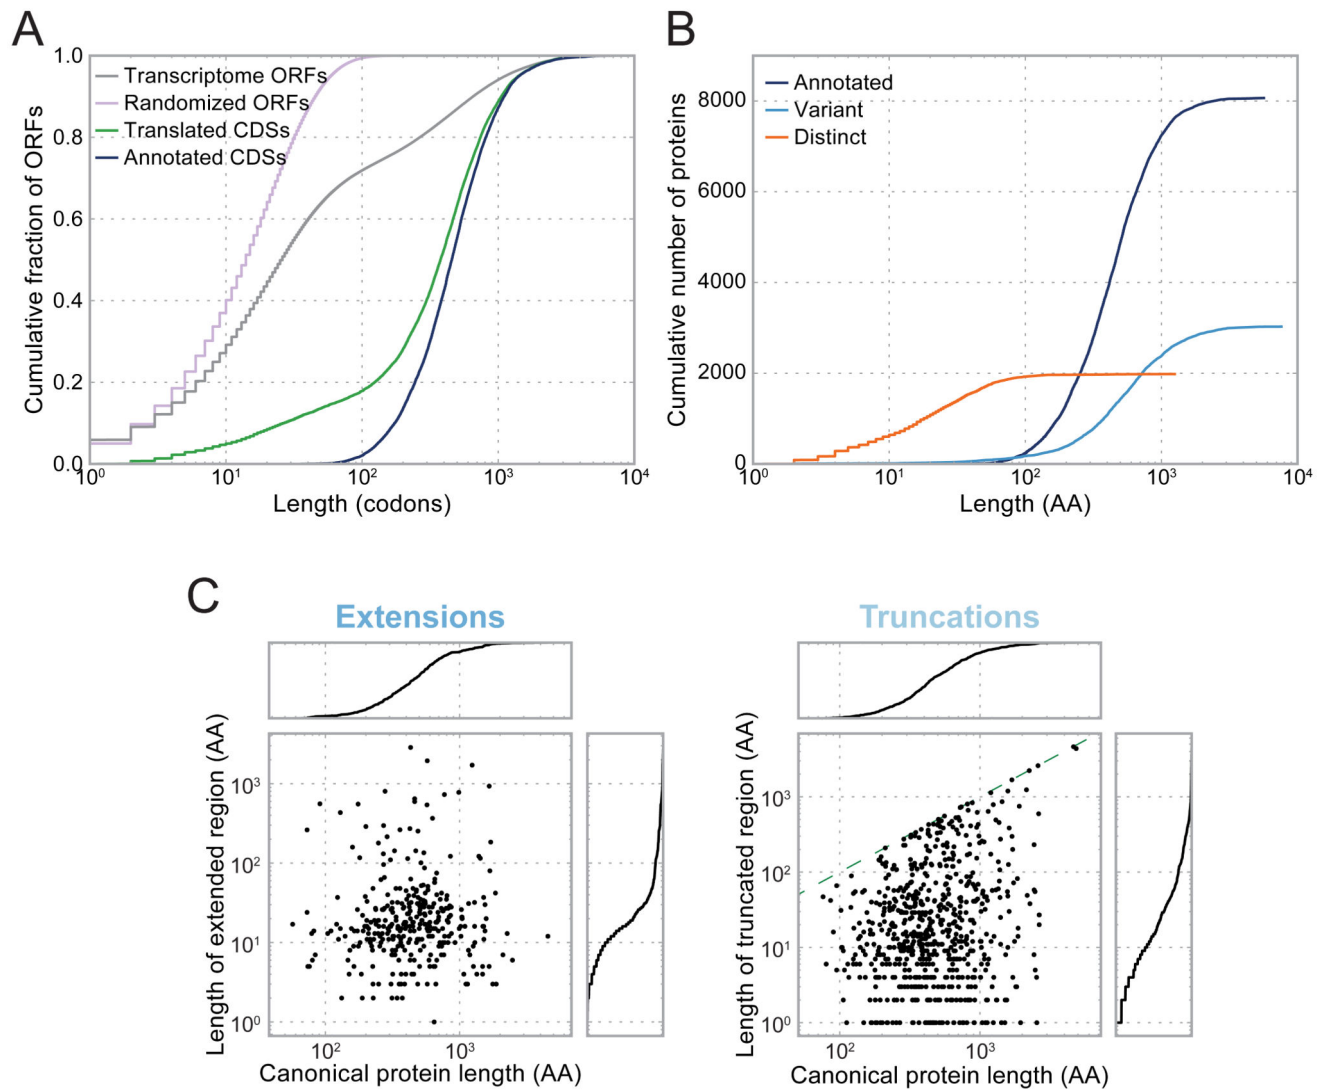 A
Cumulative fraction of ORFs
1.0
0.8
0.6
0.4
0.2
0.0
Transcriptome ORFs
Randomized ORFs
Translated CDSs
Annotated CDSs
10⁰
10¹
10²
10³
10⁴
Length (codons)
B
Cumulative number of proteins
8000
6000
4000
2000
0
Annotated
Variant
Distinct
10⁰
10¹
10²
10³
10⁴
Length (AA)
C
Extensions
Length of extended region (AA)
10³
10²
10¹
10⁰
10²
10³
Canonical protein length (AA)
Truncations
Length of truncated region (AA)
10³
10²
10¹
10⁰
10²
10³
Canonical protein length (AA)